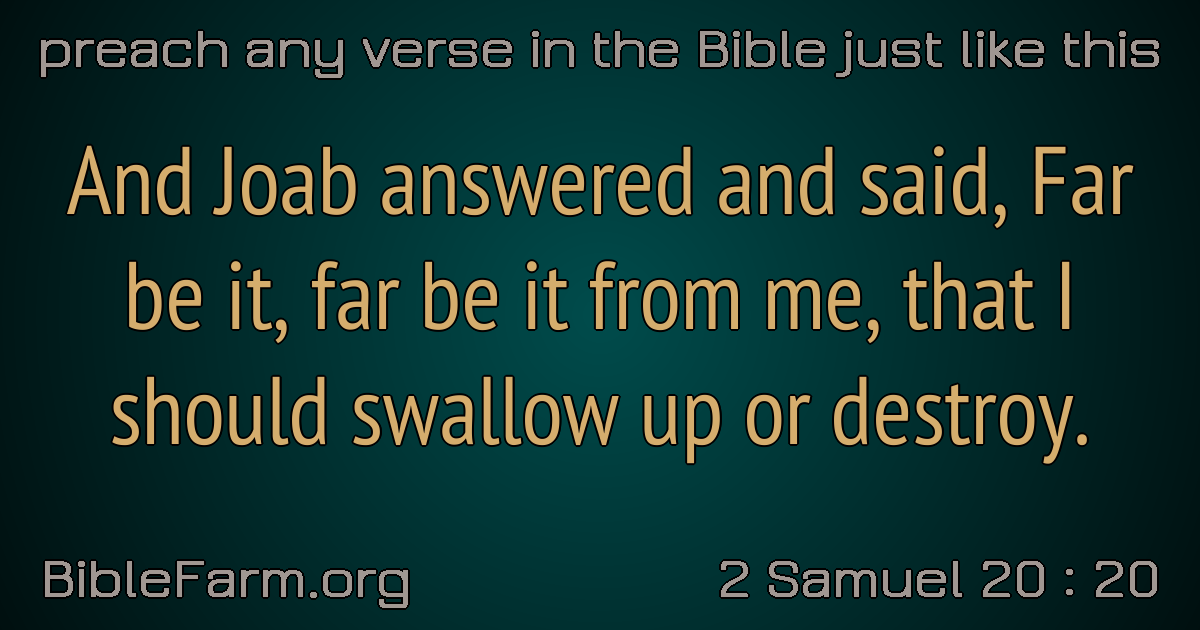 preach any verse in the Bible just like this
And Joab answered and said, Far
be it, far be it from me, that I
should swallow up or destroy.
BibleFarm.org
2 Samuel 20 : 20